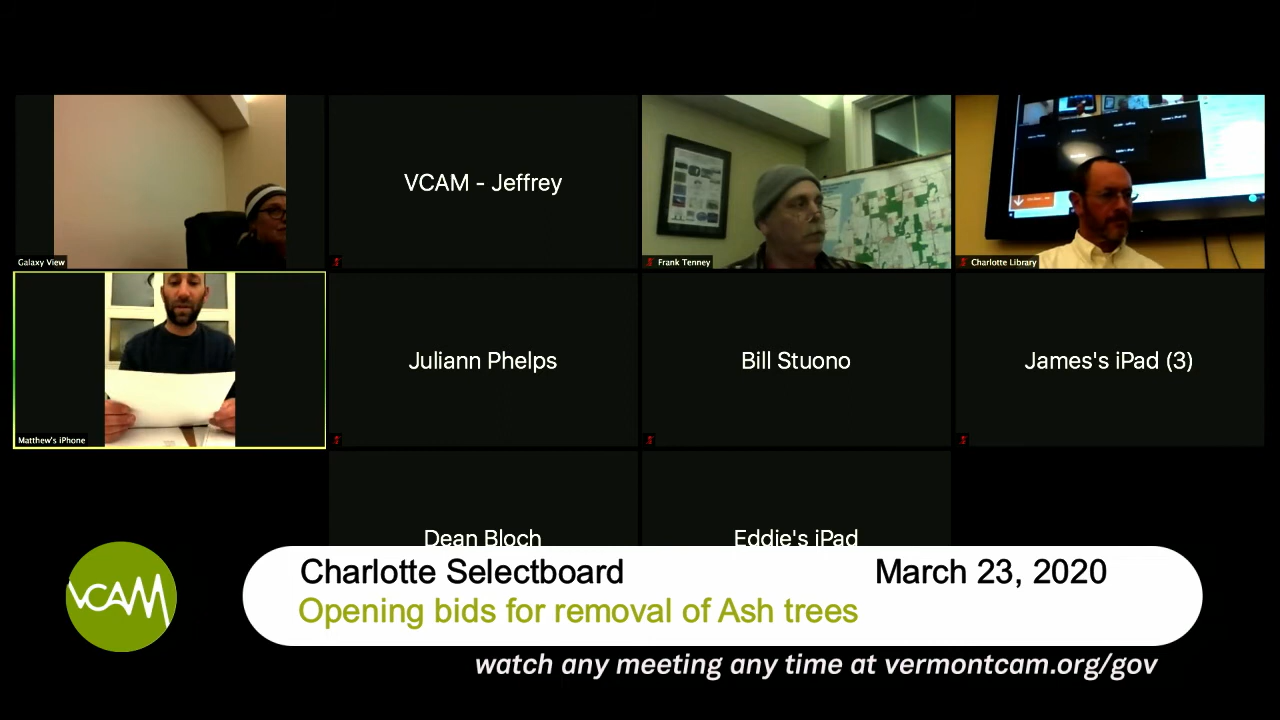 VCAM - Jeffrey
Galaxy View
Frank Tenney
Charlotte Library
Juliann Phelps
Bill Stuono
James's iPad (3)
Matthew's iPhone
Dean Bloch
Eddie's iPad
VCAM
Charlotte Selectboard
March 23, 2020
Opening bids for removal of Ash trees
watch any meeting any time at vermontcam.org/gov